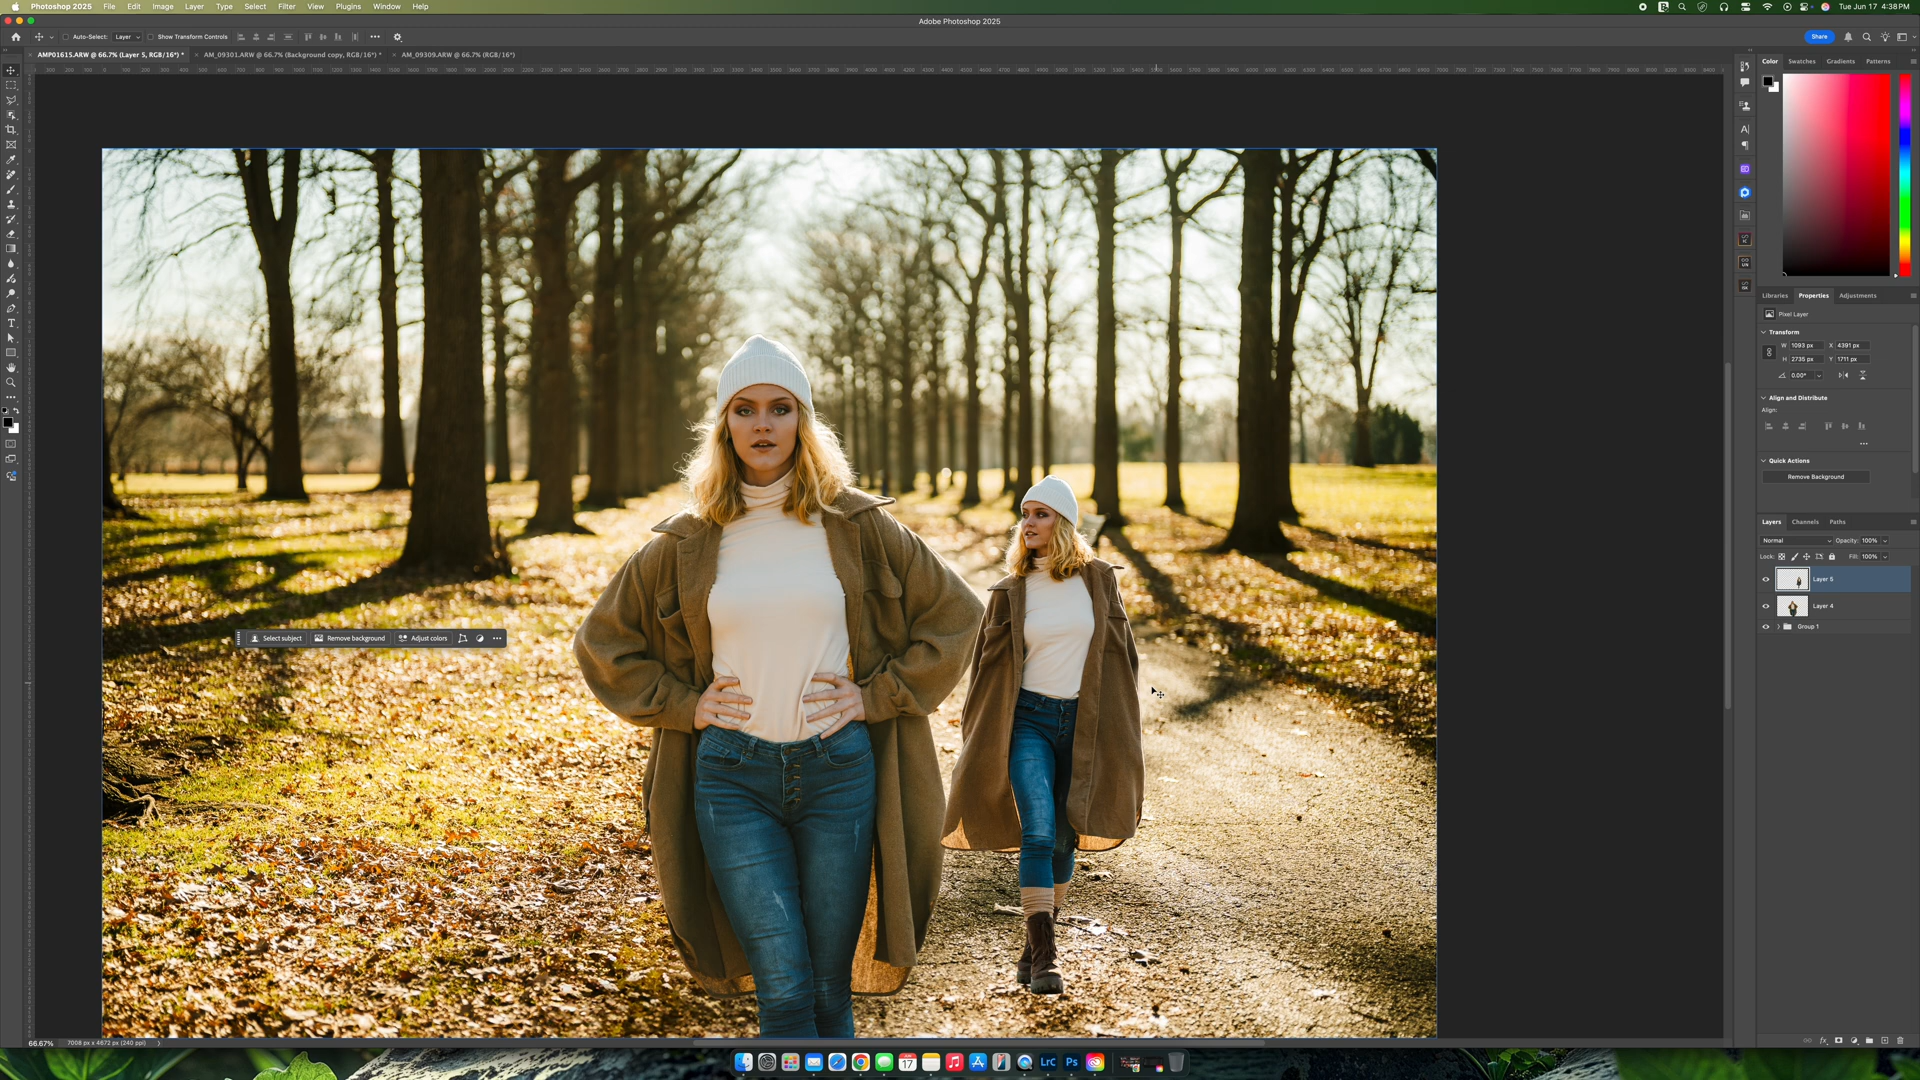 Photoshop 2025 File Edit Image Layer Type Select Filter View Plugins Window Help Tue Jun 17 4:38 PM
Adobe Photoshop 2025
Auto-Select: Layer Show Transform Controls Share
AMP01615.ARW @ 66.7% (Layer 5, RGB/16*) * AM_09301.ARW @ 66.7% (Background copy, RGB/16*) * AM_09309.ARW @ 66.7% (RGB/16*)
Color Swatches Gradients Patterns
Libraries Properties Adjustments
Pixel Layer
Transform
W 1093 px X 4391 px
H 2735 px Y 1711 px
0.00°
Align and Distribute
Align:
Quick Actions
Remove Background
Layers Channels Paths
Normal Opacity: 100%
Lock: Fill: 100%
Layer 5
Layer 4
Group 1
Select subject Remove background Adjust colors
66.67% 7008 px x 4672 px (240 ppi)
17
LrC Ps